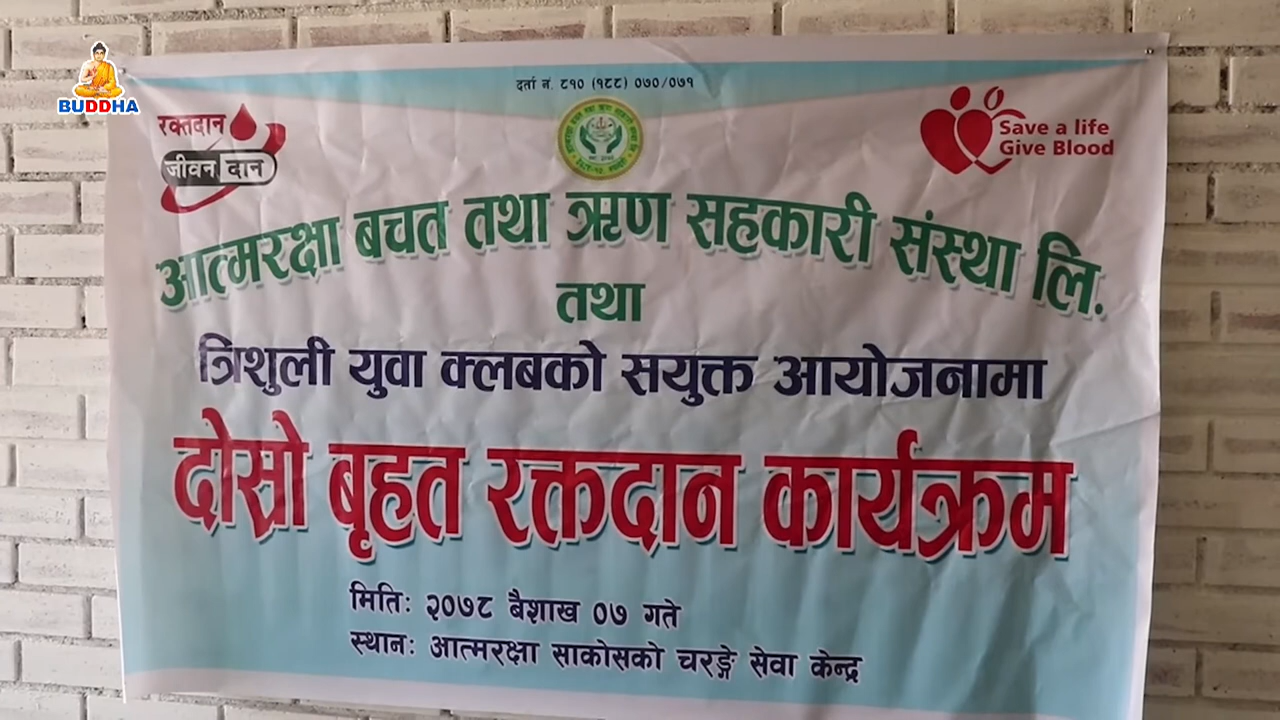 BUDDHA
दर्ता नं. ८१० (१८८) ०७०/०७१
रक्तदान
जीवन दान
Save a life
Give Blood
आत्मरक्षा बचत तथा ऋण सहकारी संस्था लि.
तथा
त्रिशुली युवा क्लबको सयुक्त आयोजनामा
दोस्रो बृहत रक्तदान कार्यक्रम
मिति: २०७८ बैशाख ०७ गते
स्थान: आत्मरक्षा साकोसको चरङ्गे सेवा केन्द्र